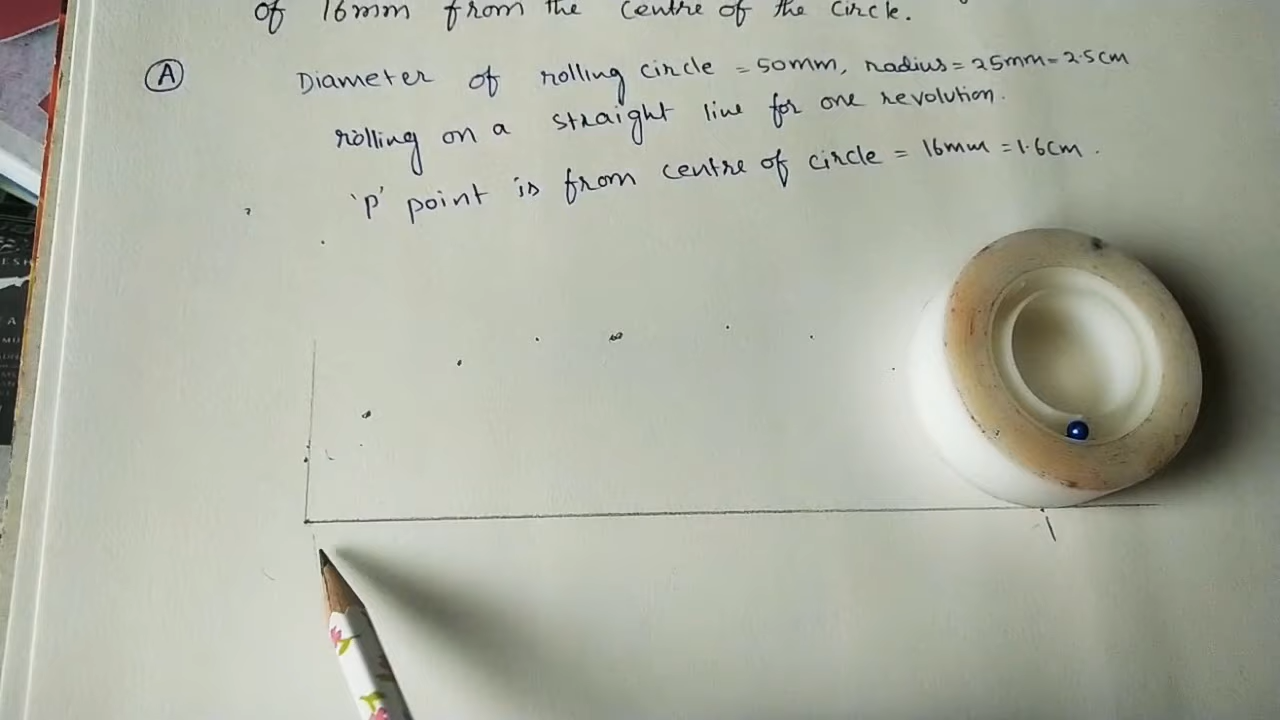 of 16mm from the centre of the circle.
A Diameter of rolling circle = 50mm, radius = 25mm = 2.5cm
rolling on a straight line for one revolution.
'P' point is from centre of circle = 16mm = 1.6cm.